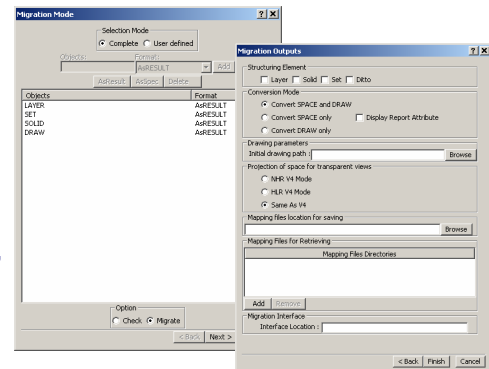 Migration Mode
Selection Mode
Complete User defined
Objects: Format:
AsRESULT Add
AsResult AsSpec Delete
Objects Format
LAYER AsRESULT
SET AsRESULT
SOLID AsRESULT
DRAW AsRESULT
Option
Check Migrate
< Back Next >
Migration Outputs
Structuring Element
Layer Solid Set Ditto
Conversion Mode
Convert SPACE and DRAW
Convert SPACE only Display Report Attribute
Convert DRAW only
Drawing parameters
Initial drawing path : Browse
Projection of space for transparent views
NHR V4 Mode
HLR V4 Mode
Same As V4
Mapping files location for saving
Browse
Mapping Files for Retrieving
Mapping Files Directories
Add Remove
Migration Interface
Interface Location :
< Back Finish Cancel